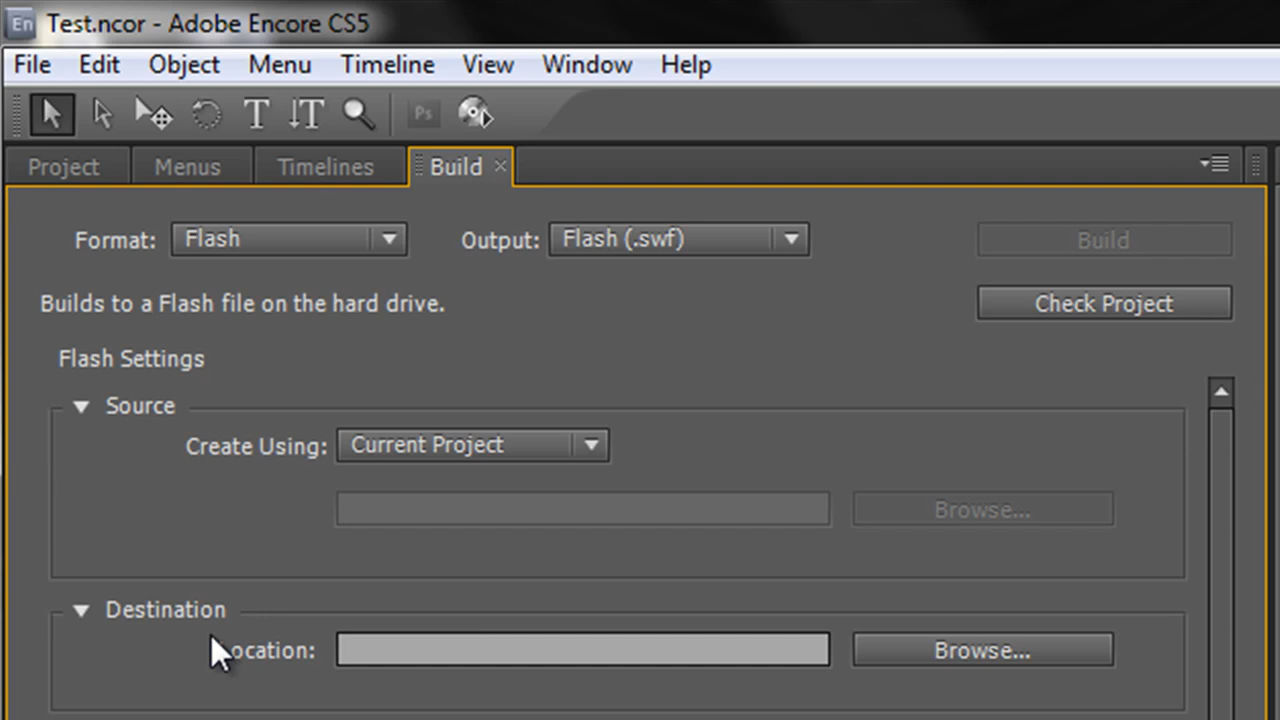 En Test.ncor - Adobe Encore CS5
File Edit Object Menu Timeline View Window Help
T T Ps
Project Menus Timelines Build
Format: Flash Output: Flash (.swf) Build
Builds to a Flash file on the hard drive. Check Project
Flash Settings
Source
Create Using: Current Project
Browse...
Destination
ocation: Browse...